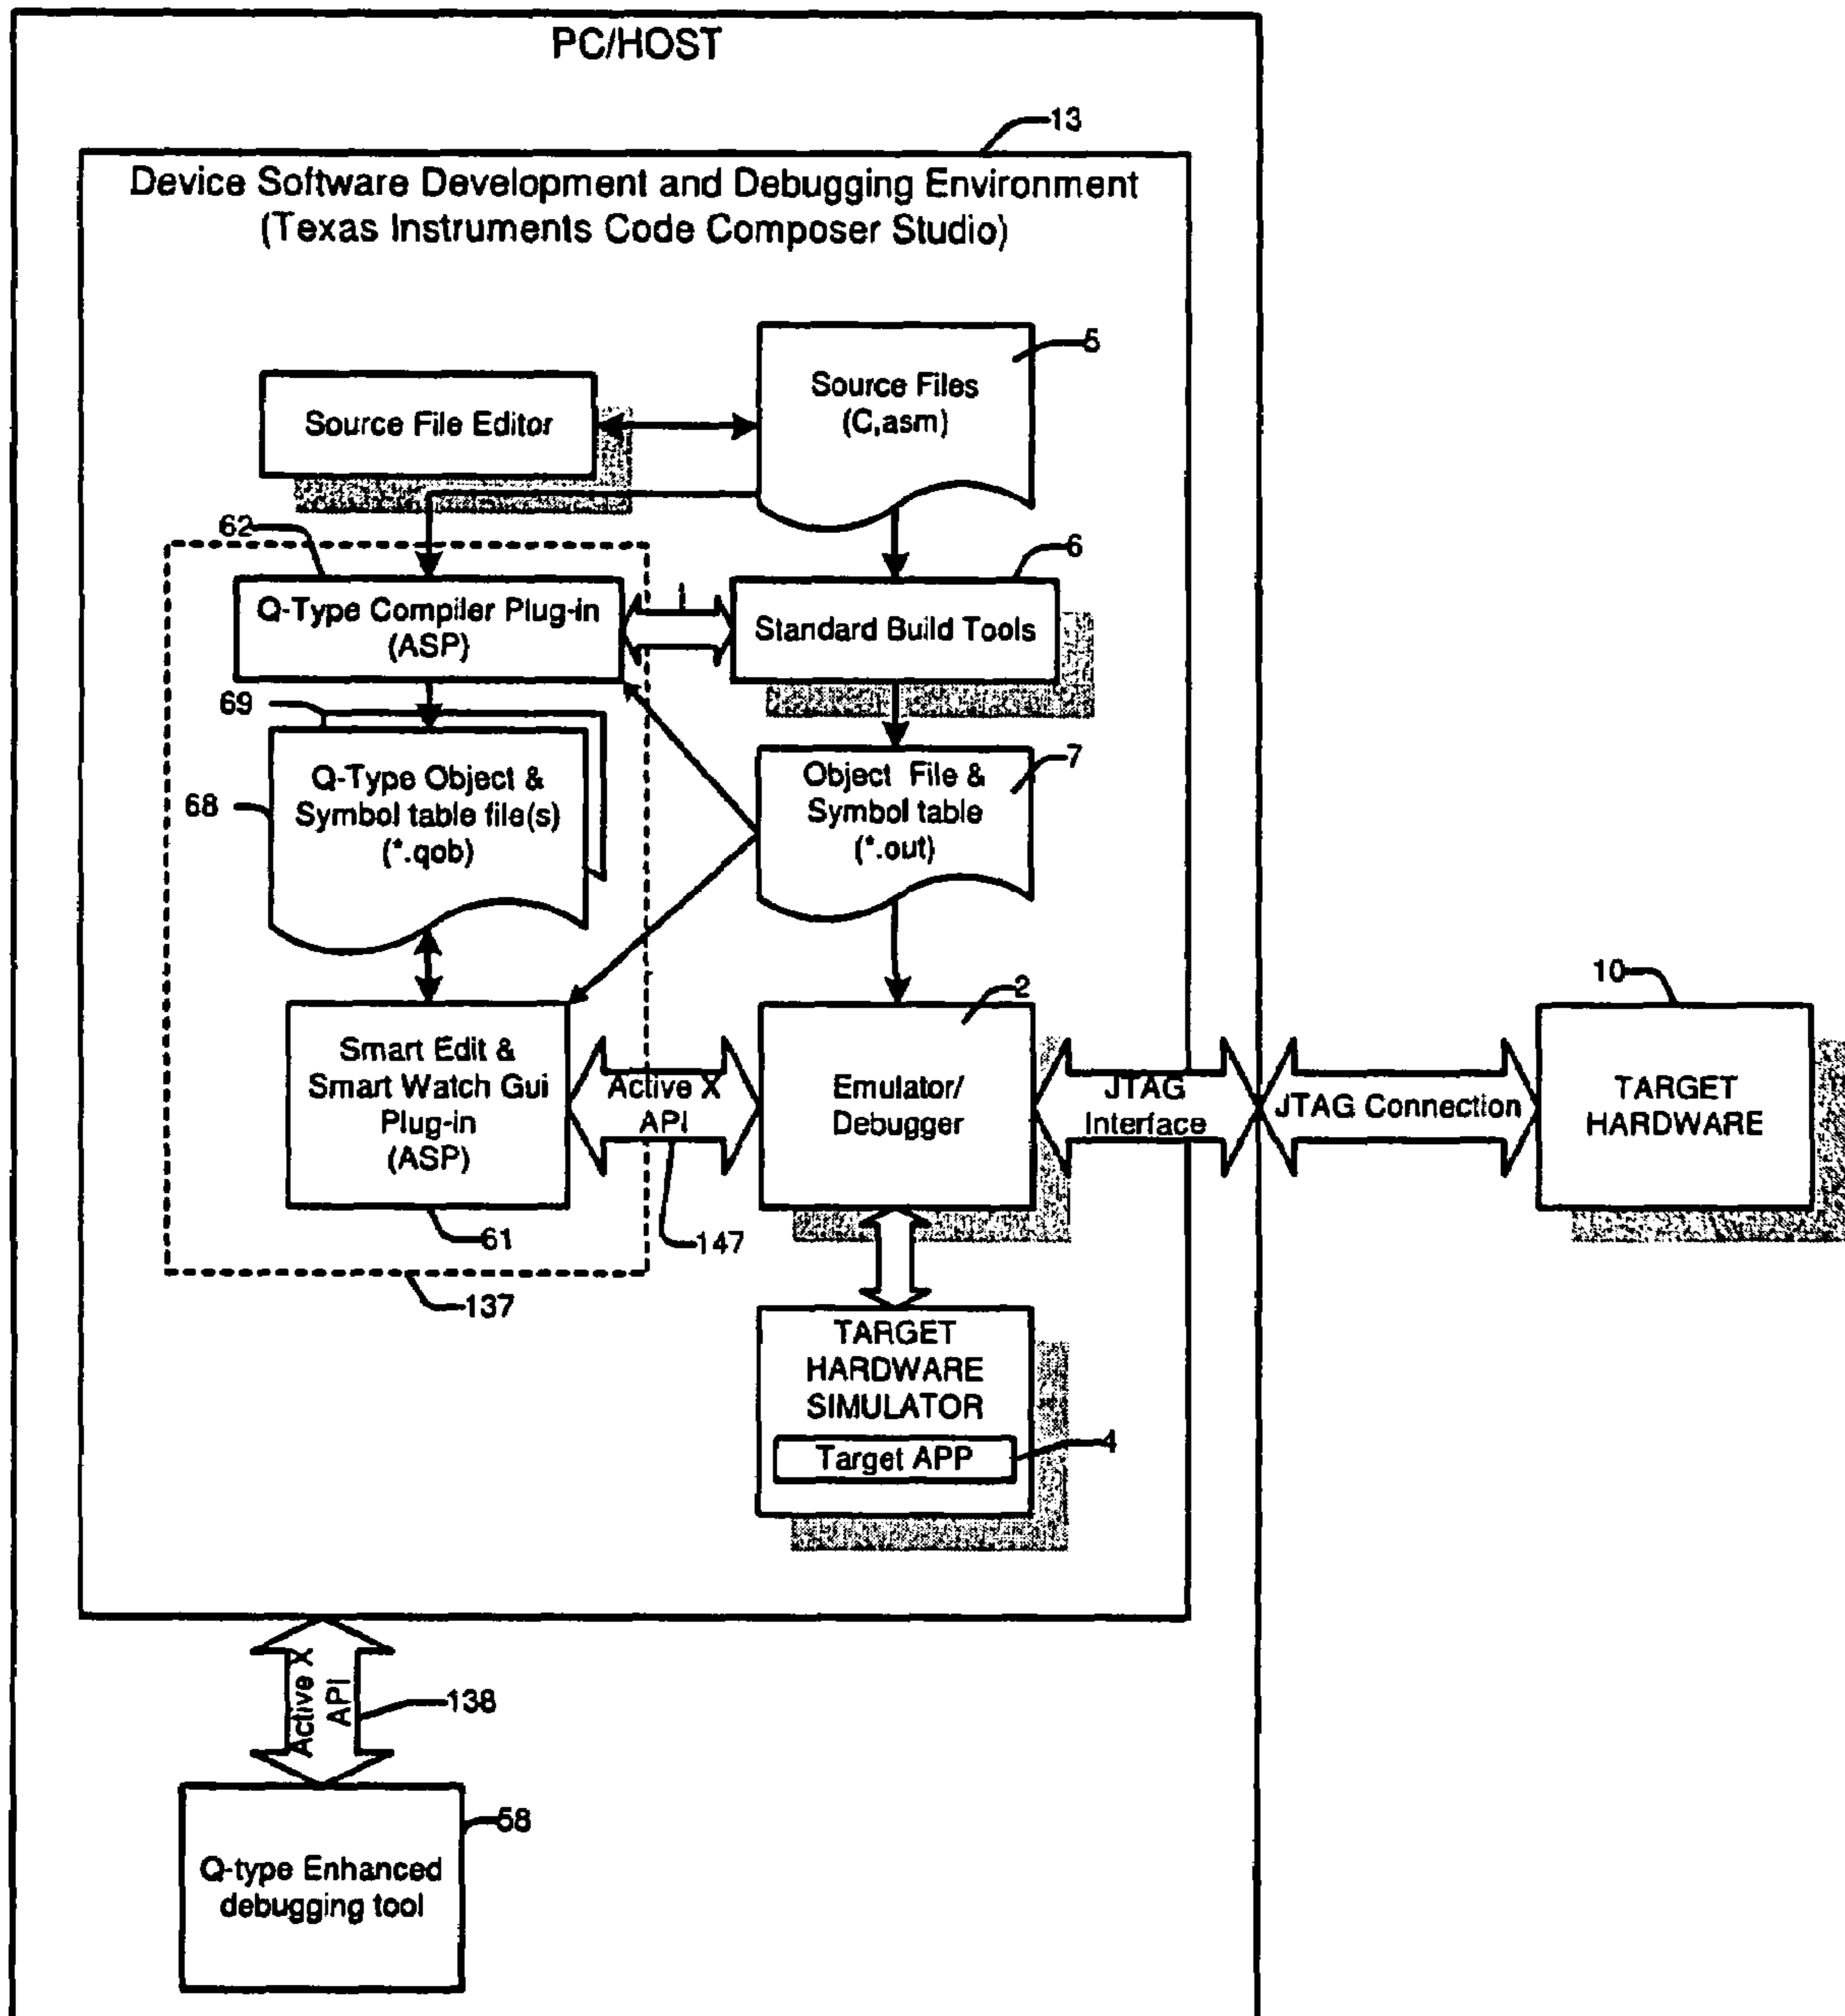 PC/HOST
13
Device Software Development and Debugging Environment
(Texas Instruments Code Composer Studio)
5
Source Files
(C,asm)
Source File Editor
62
6
Q-Type Compiler Plug-in
(ASP)
Standard Build Tools
69
68
Q-Type Object &
Symbol table file(s)
(*.qob)
7
Object File &
Symbol table
(*.out)
2
10
Smart Edit &
Smart Watch Gui
Plug-in
(ASP)
Active X
API
Emulator/
Debugger
JTAG
Interface
JTAG Connection
TARGET
HARDWARE
61
147
137
TARGET
HARDWARE
SIMULATOR
Target APP
4
Active X
API
138
58
Q-type Enhanced
debugging tool